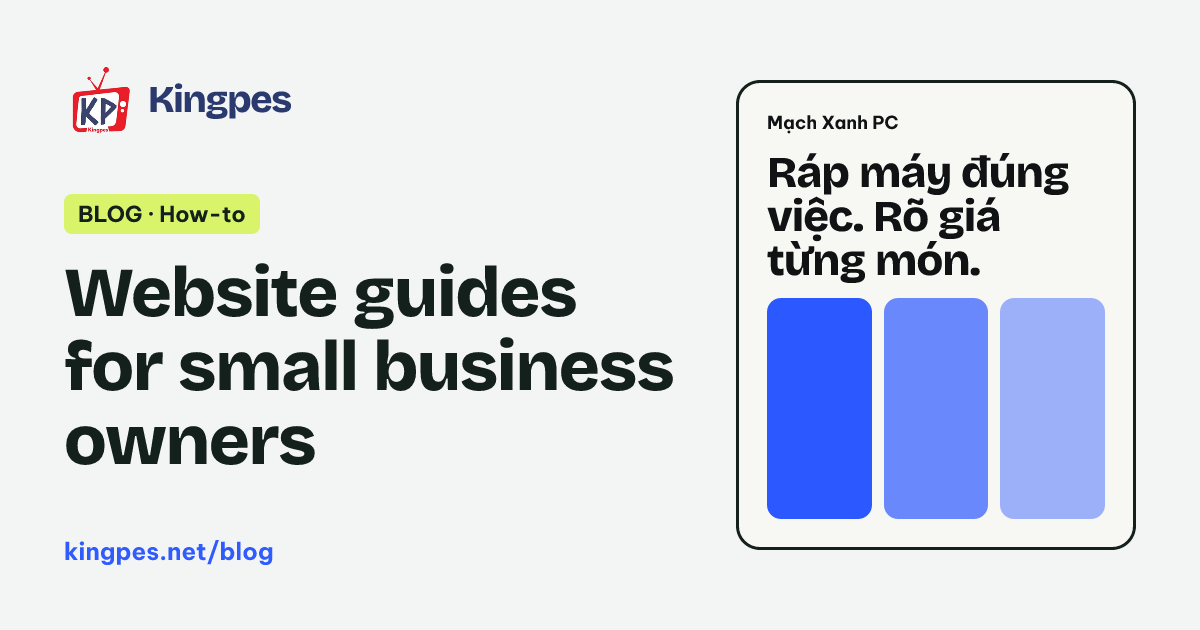 KP
Kingpes
Kingpes
BLOG · How-to
Website guides
for small business
owners
kingpes.net/blog
Mạch Xanh PC
Ráp máy đúng
việc. Rõ giá
từng món.